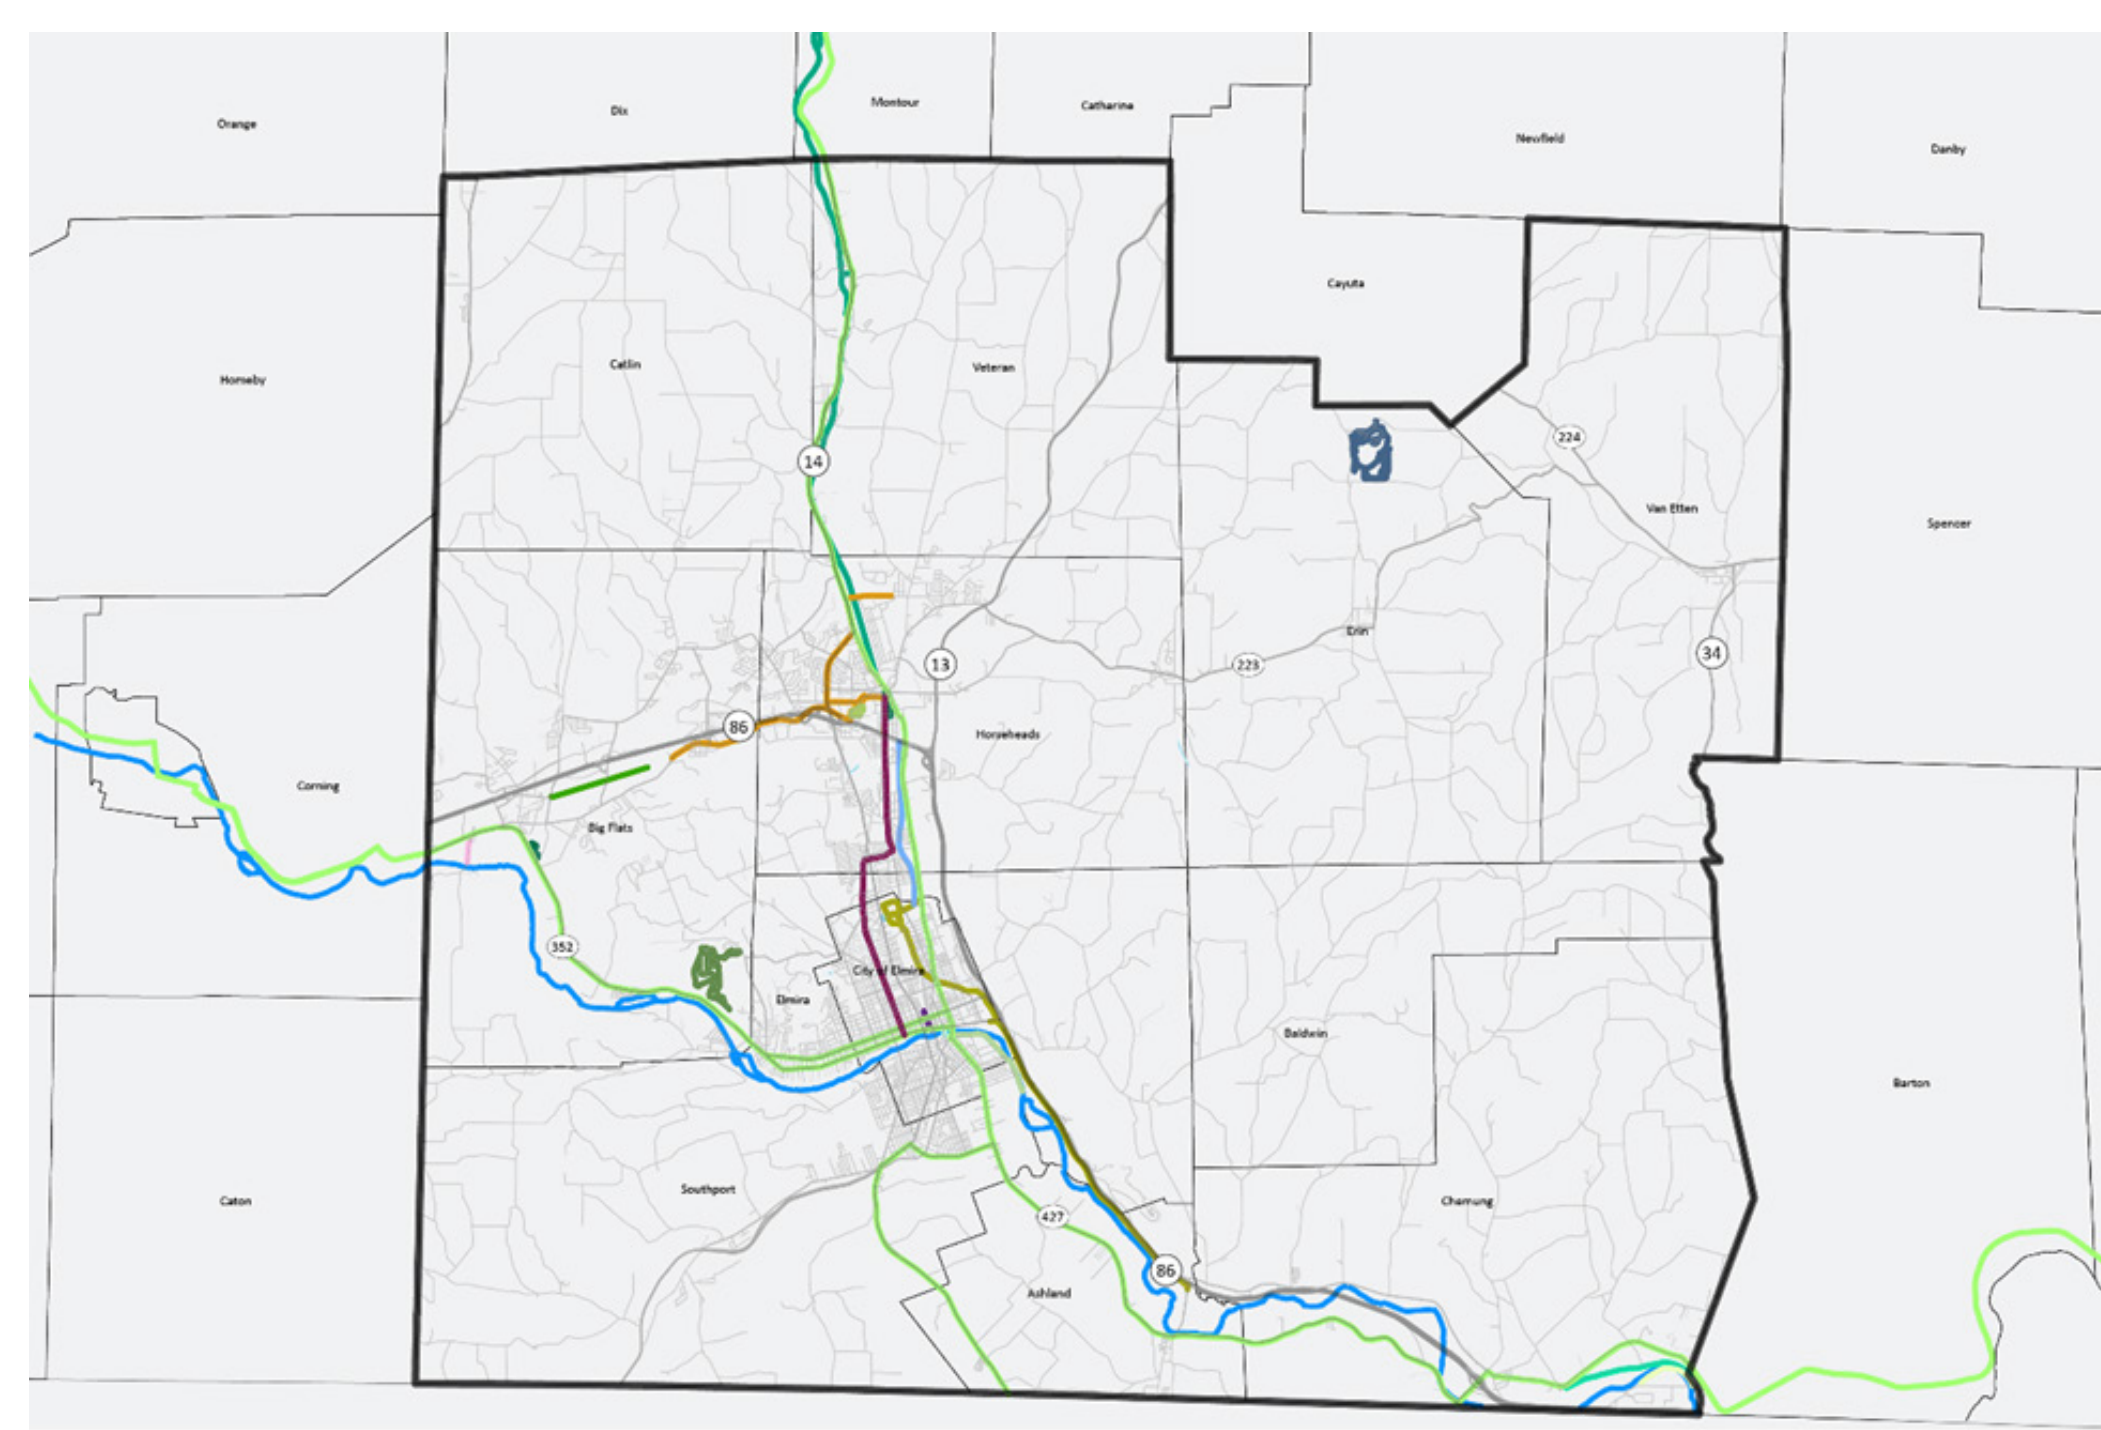 Montour
Catharine
Dix
Orange
Newfield
Danby
Cayuta
Catlin
Veteran
Hornby
224
14
Van Etten
Spencer
Erin
34
13
223
86
Horseheads
Corning
Big Flats
352
City of Elmira
Elmira
Baldwin
Barton
Southport
Caton
Chemung
427
86
Ashland